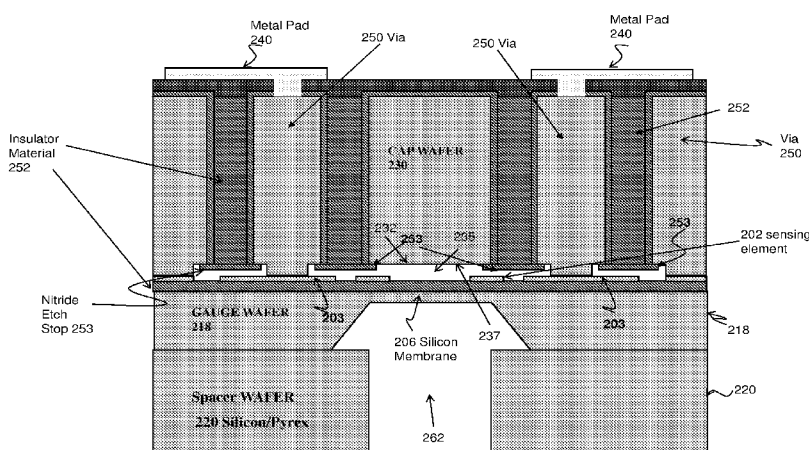 Metal Pad
240
250 Via
250 Via
Metal Pad
240
252
Insulator
Material
252
CAP WAFER
230
Via
250
232
253
235
202 sensing
element
253
Nitride
Etch
Stop 253
GAUGE WAFER
218
203
206 Silicon
Membrane
237
203
218
Spacer WAFER
220 Silicon/Pyrex
262
220